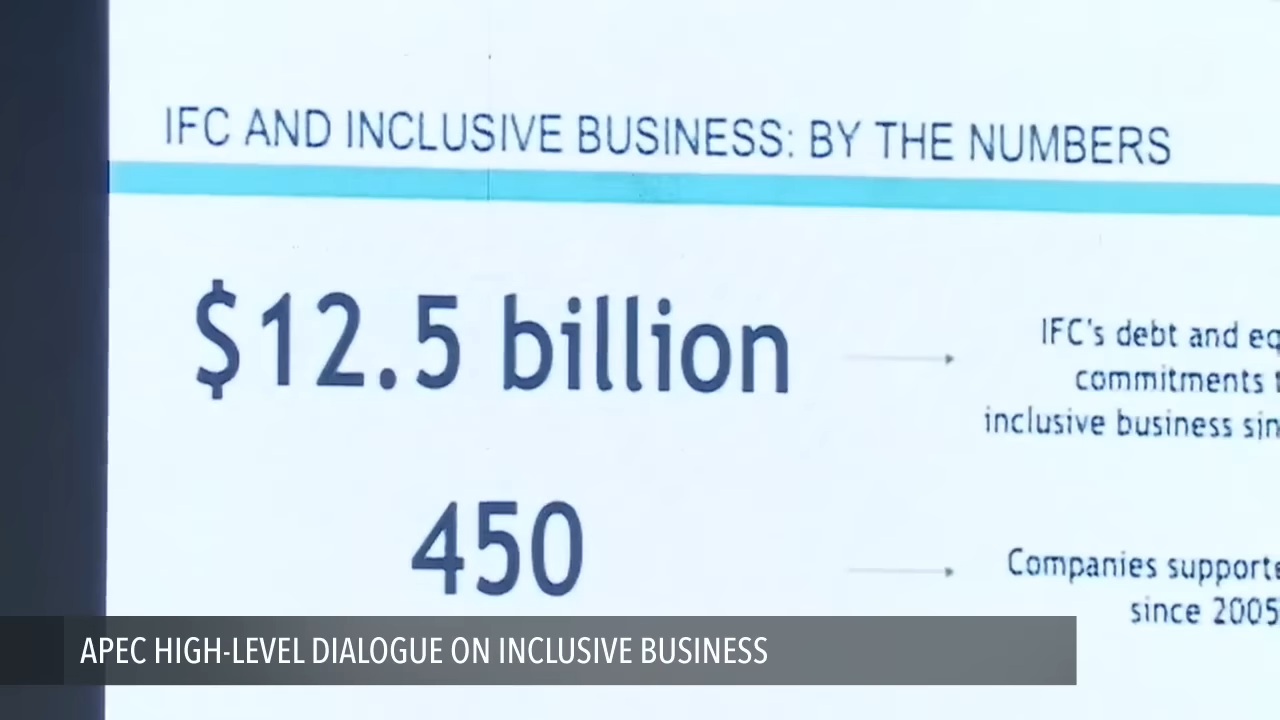 IFC AND INCLUSIVE BUSINESS: BY THE NUMBERS
$12.5 billion
IFC's debt and eq
commitments
inclusive business sin
450
Companies supporte
since 2005
APEC HIGH-LEVEL DIALOGUE ON INCLUSIVE BUSINESS